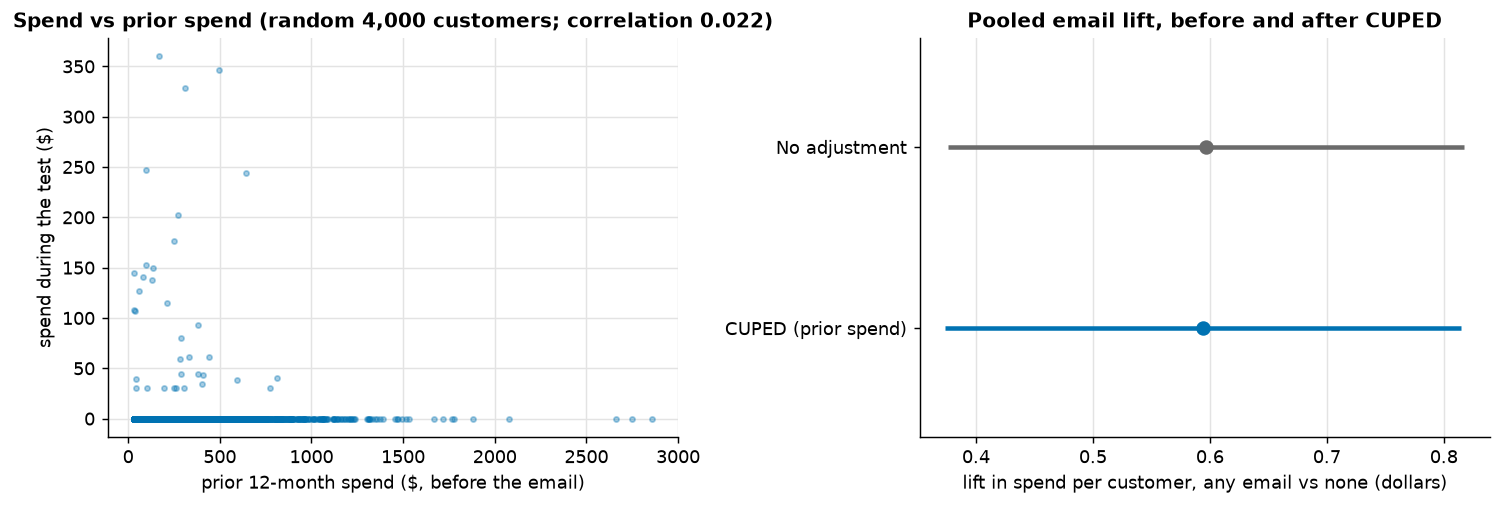 Spend vs prior spend (random 4,000 customers; correlation 0.022)
350
300
250
200
150
100
50
0
spend during the test ($)
0 500 1000 1500 2000 2500 3000
prior 12-month spend ($, before the email)
Pooled email lift, before and after CUPED
No adjustment
CUPED (prior spend)
0.4 0.5 0.6 0.7 0.8
lift in spend per customer, any email vs none (dollars)